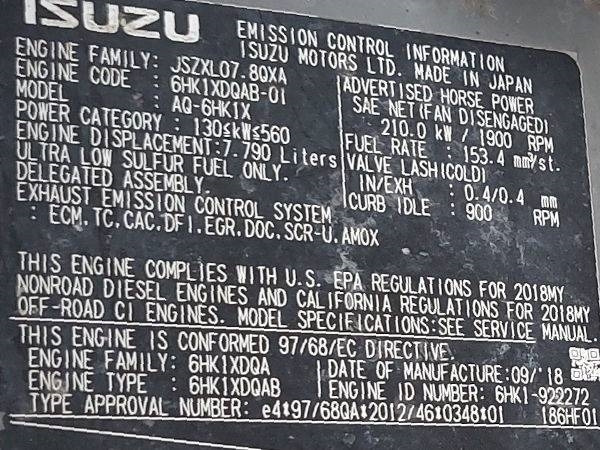 ISUZU
EMISSION CONTROL INFORMATION
ISUZU MOTORS LTD. MADE IN JAPAN
ENGINE FAMILY: JSZXL07.8QXA
ENGINE CODE : 6HK1XDQAB-01
MODEL : AQ-6HK1X
POWER CATEGORY : 130≤kW≤560
ENGINE DISPLACEMENT:7.790 Liters
ULTRA LOW SULFUR FUEL ONLY.
DELEGATED ASSEMBLY.
EXHAUST EMISSION CONTROL SYSTEM
: ECM,TC,CAC,DFI,EGR,DOC,SCR-U,AMOX
ADVERTISED HORSE POWER
SAE NET(FAN DISENGAGED)
: 210.0 kW / 1900 RPM
FUEL RATE : 153.4 mm³/st.
VALVE LASH(COLD)
IN/EXH : 0.4/0.4 mm
CURB IDLE : 900 RPM
THIS ENGINE COMPLIES WITH U.S. EPA REGULATIONS FOR 2018MY
NONROAD DIESEL ENGINES AND CALIFORNIA REGULATIONS FOR 2018MY
OFF-ROAD CI ENGINES. MODEL SPECIFICATIONS:SEE SERVICE MANUAL.
THIS ENGINE IS CONFORMED 97/68/EC DIRECTIVE.
ENGINE FAMILY: 6HK1XDQA
ENGINE TYPE : 6HK1XDQAB
DATE OF MANUFACTURE:09/'18
ENGINE ID NUMBER: 6HK1-922272
TYPE APPROVAL NUMBER: e4*97/68QA*2012/46*0348*01
186HF01